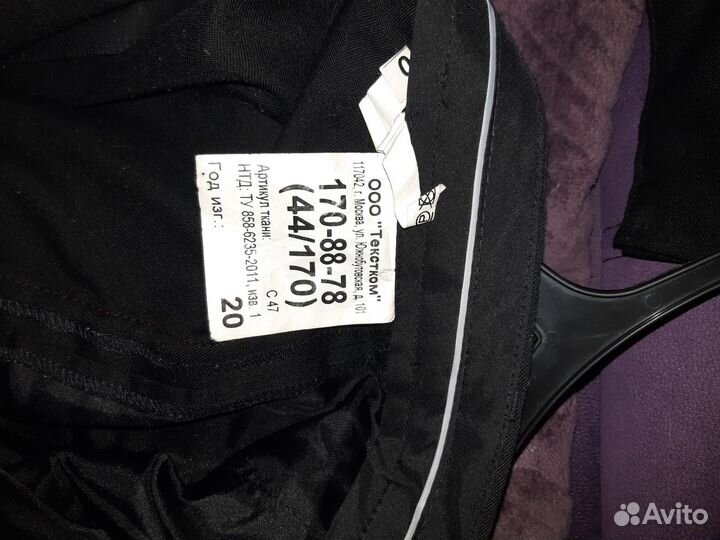 ООО "Текстком"
117042, г. Москва, ул. Южнобутовская, д. 101
170-88-78
(44/170)
Артикул ткани: С 47
НТД: ТУ 858-6235-2011, изв. 1
Год изг.: 20
Avito